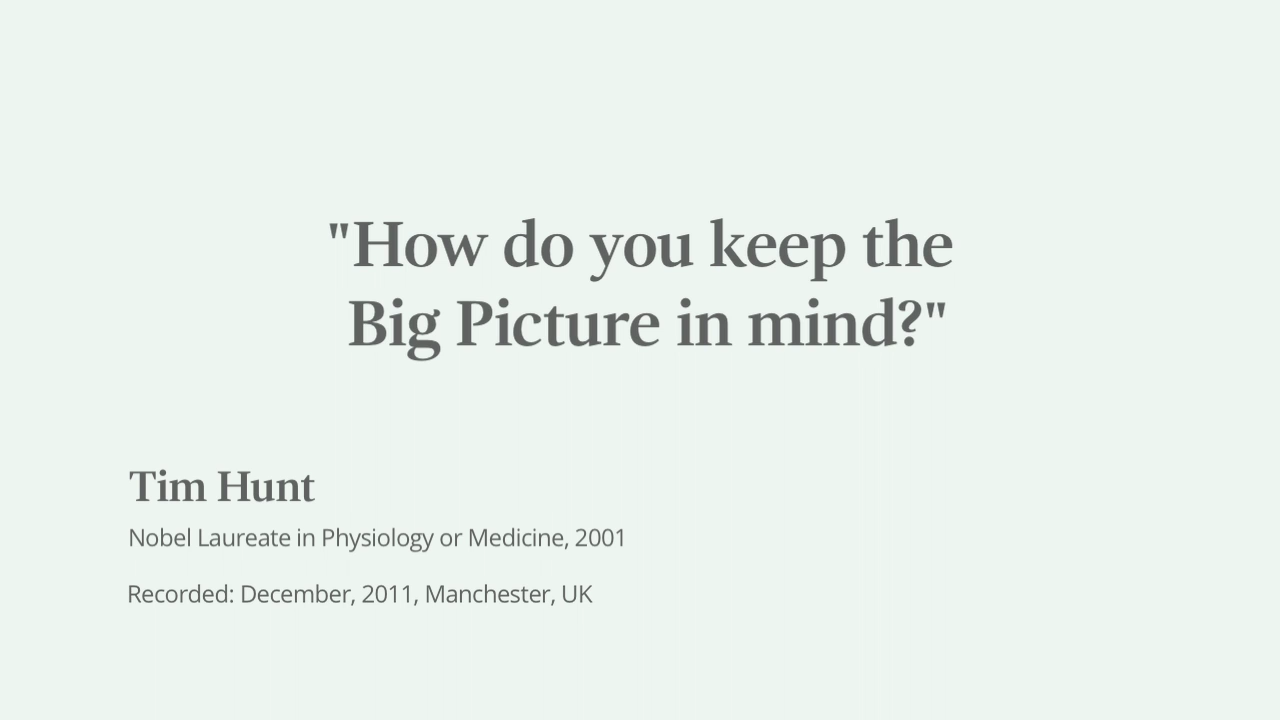 "How do you keep the
Big Picture in mind?"
Tim Hunt
Nobel Laureate in Physiology or Medicine, 2001
Recorded: December, 2011, Manchester, UK